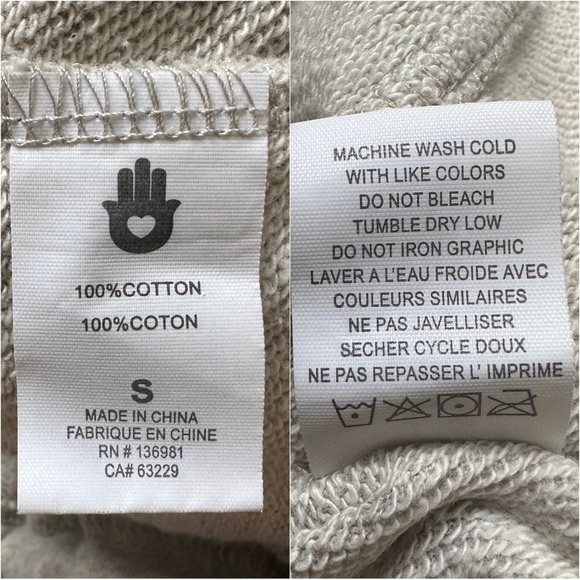 100%COTTON
100%COTON
S
MADE IN CHINA
FABRIQUE EN CHINE
RN # 136981
CA# 63229
MACHINE WASH COLD
WITH LIKE COLORS
DO NOT BLEACH
TUMBLE DRY LOW
DO NOT IRON GRAPHIC
LAVER A L'EAU FROIDE AVEC
COULEURS SIMILAIRES
NE PAS JAVELLISER
SECHER CYCLE DOUX
NE PAS REPASSER L' IMPRIME